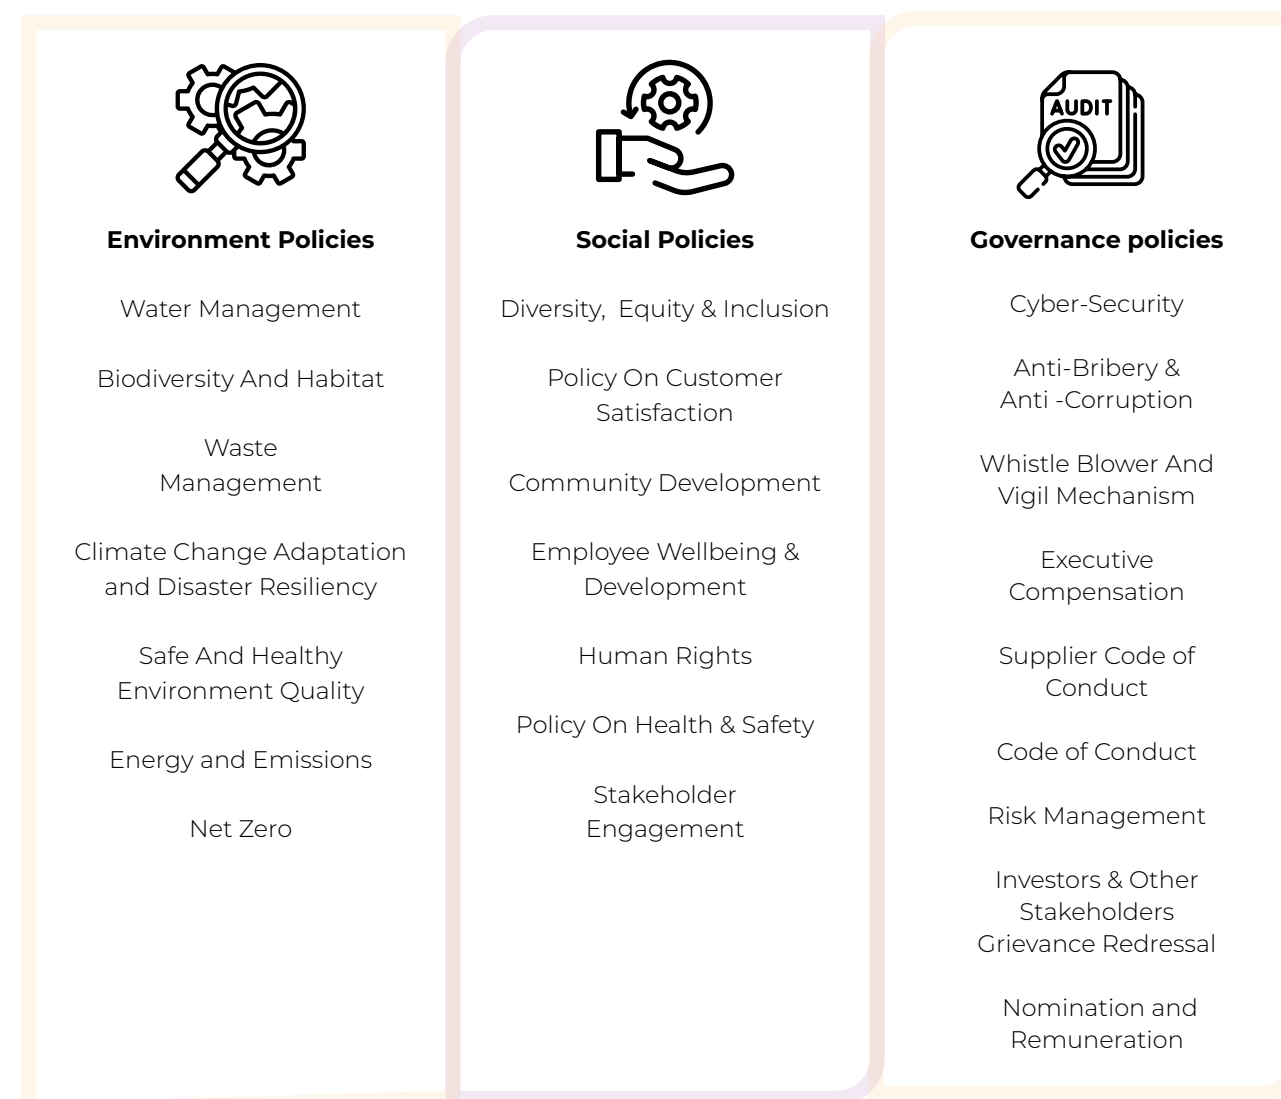 Environment Policies
Water Management
Biodiversity And Habitat
Waste
Management
Climate Change Adaptation
and Disaster Resiliency
Safe And Healthy
Environment Quality
Energy and Emissions
Net Zero
Social Policies
Diversity,  Equity & Inclusion
Policy On Customer
Satisfaction
Community Development
Employee Wellbeing &
Development
Human Rights
Policy On Health & Safety
Stakeholder
Engagement
AUDIT
Governance policies
Cyber-Security
Anti-Bribery &
Anti -Corruption
Whistle Blower And
Vigil Mechanism
Executive
Compensation
Supplier Code of
Conduct
Code of Conduct
Risk Management
Investors & Other
Stakeholders
Grievance Redressal
Nomination and
Remuneration